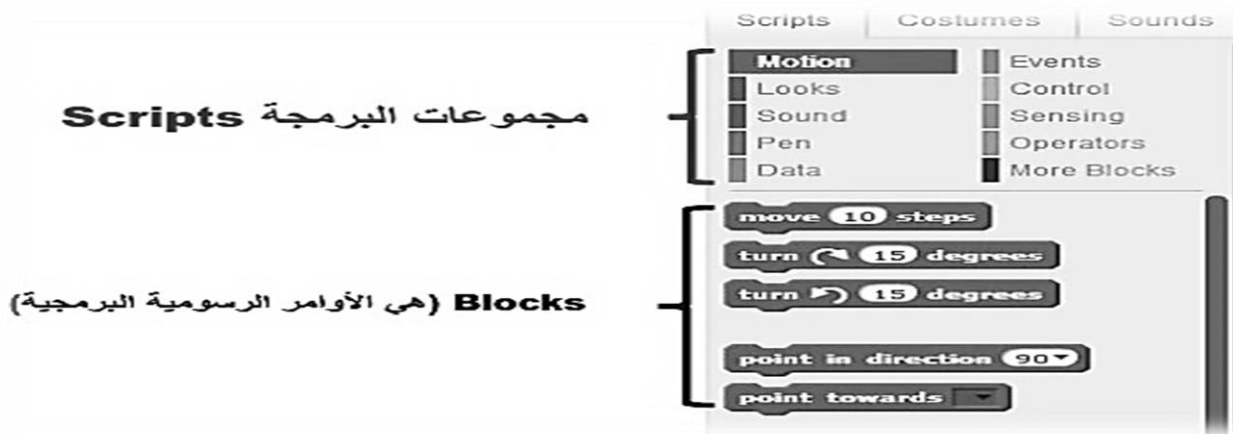 Scripts Costumes Sounds
Motion Events
Looks Control
Sound Sensing
Pen Operators
Data More Blocks
مجموعات البرمجة Scripts
move 10 steps
turn 15 degrees
turn 15 degrees
point in direction 90
point towards
Blocks (هي الأوامر الرسومية البرمجية)